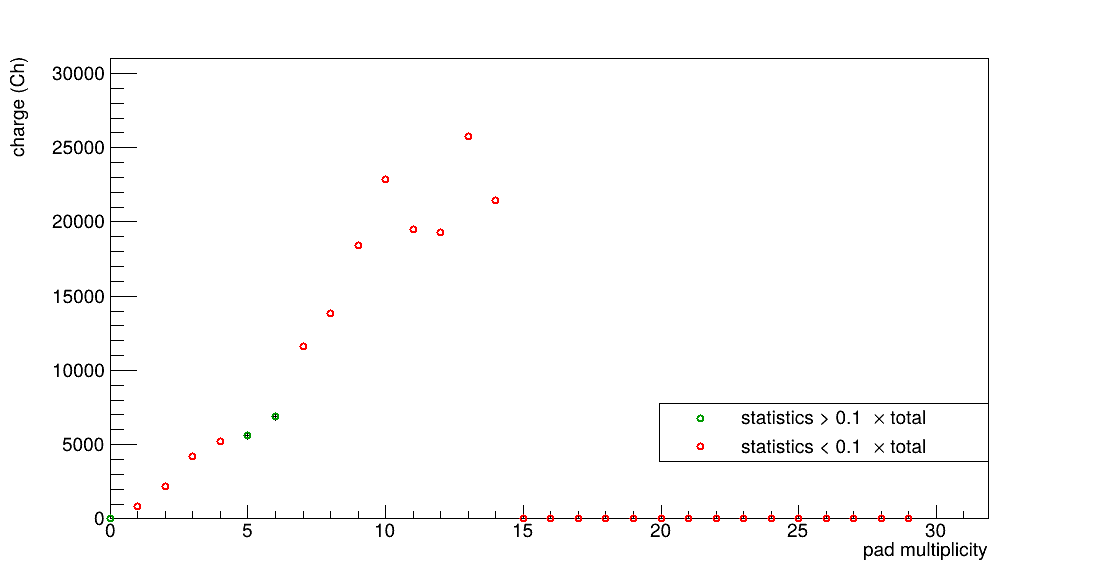 charge (Ch)
30000
25000
20000
15000
10000
5000
0
statistics > 0.1 × total
statistics < 0.1 × total
0 5 10 15 20 25 30
pad multiplicity